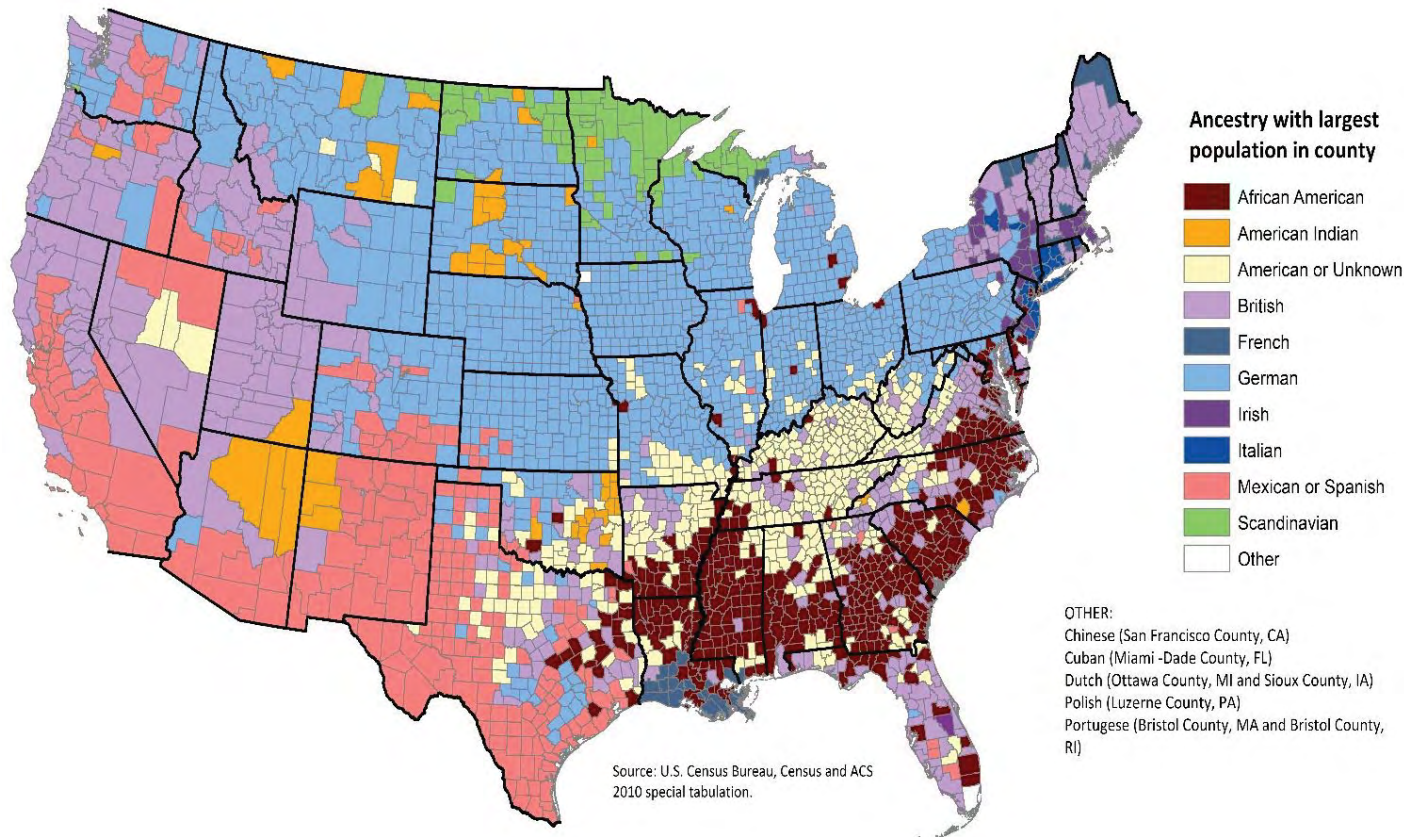 Ancestry with largest
population in county
African American
American Indian
American or Unknown
British
French
German
Irish
Italian
Mexican or Spanish
Scandinavian
Other
OTHER:
Chinese (San Francisco County, CA)
Cuban (Miami -Dade County, FL)
Dutch (Ottawa County, MI and Sioux County, IA)
Polish (Luzerne County, PA)
Portugese (Bristol County, MA and Bristol County,
RI)
Source: U.S. Census Bureau, Census and ACS
2010 special tabulation.